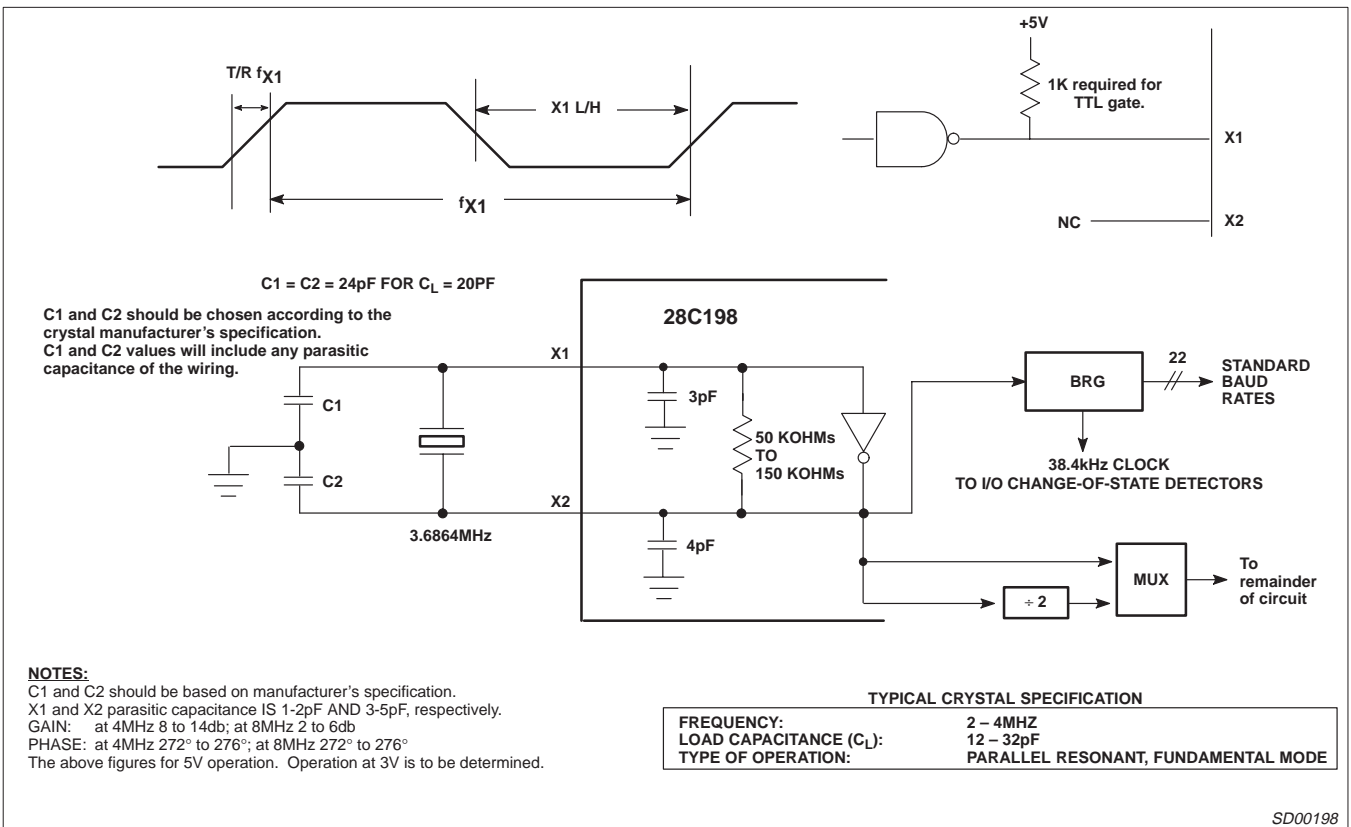 +5V
T/R fX1
1K required for
TTL gate.
X1 L/H
X1
fX1
NC
X2
C1 = C2 = 24pF FOR CL = 20PF
C1 and C2 should be chosen according to the
crystal manufacturer's specification.
C1 and C2 values will include any parasitic
capacitance of the wiring.
28C198
X1
22
STANDARD
BAUD
RATES
BRG
3pF
C1
50 KOHMs
TO
150 KOHMs
38.4kHz CLOCK
TO I/O CHANGE-OF-STATE DETECTORS
C2
X2
3.6864MHz
4pF
MUX
To
remainder
of circuit
÷ 2
NOTES:
C1 and C2 should be based on manufacturer's specification.
X1 and X2 parasitic capacitance IS 1-2pF AND 3-5pF, respectively.
GAIN: at 4MHz 8 to 14db; at 8MHz 2 to 6db
PHASE: at 4MHz 272° to 276°; at 8MHz 272° to 276°
The above figures for 5V operation. Operation at 3V is to be determined.
TYPICAL CRYSTAL SPECIFICATION
FREQUENCY: 2 – 4MHZ
LOAD CAPACITANCE (CL): 12 – 32pF
TYPE OF OPERATION: PARALLEL RESONANT, FUNDAMENTAL MODE
SD00198